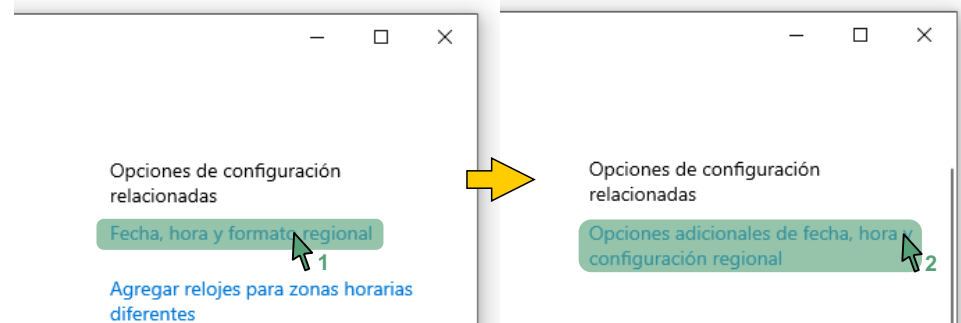 Opciones de configuración
relacionadas
Fecha, hora y formato regional
1
Agregar relojes para zonas horarias
diferentes
Opciones de configuración
relacionadas
Opciones adicionales de fecha, hora y
configuración regional
2